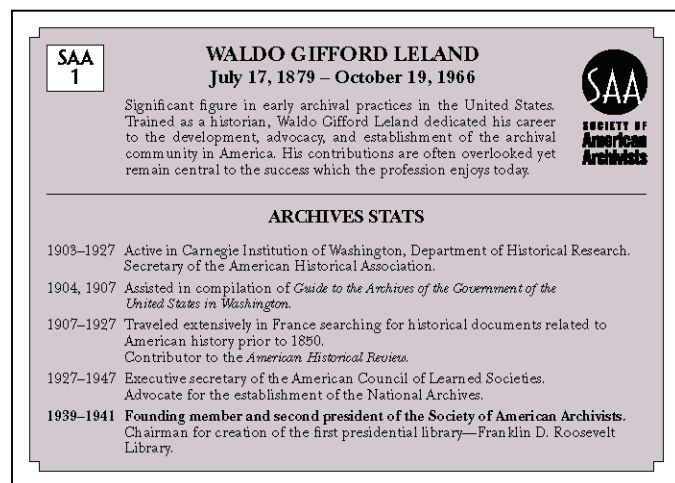 SAA
1
WALDO GIFFORD LELAND
July 17, 1879 – October 19, 1966
Significant figure in early archival practices in the United States.
Trained as a historian, Waldo Gifford Leland dedicated his career
to the development, advocacy, and establishment of the archival
community in America. His contributions are often overlooked yet
remain central to the success which the profession enjoys today.
SAA
SOCIETY OF
American
Archivists
ARCHIVES STATS
1903–1927 Active in Carnegie Institution of Washington, Department of Historical Research.
Secretary of the American Historical Association.
1904, 1907 Assisted in compilation of Guide to the Archives of the Government of the
United States in Washington.
1907–1927 Traveled extensively in France searching for historical documents related to
American history prior to 1850.
Contributor to the American Historical Review.
1927–1947 Executive secretary of the American Council of Learned Societies.
Advocate for the establishment of the National Archives.
1939–1941 Founding member and second president of the Society of American Archivists.
Chairman for creation of the first presidential library—Franklin D. Roosevelt
Library.